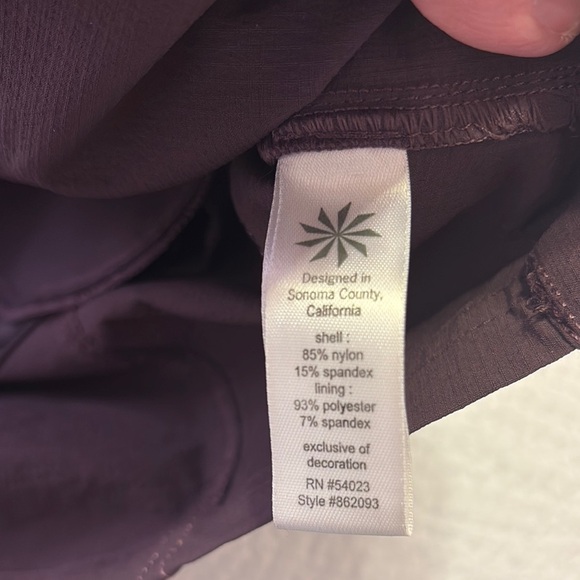 Designed in
Sonoma County,
California
shell :
85% nylon
15% spandex
lining :
93% polyester
7% spandex
exclusive of
decoration
RN #54023
Style #862093